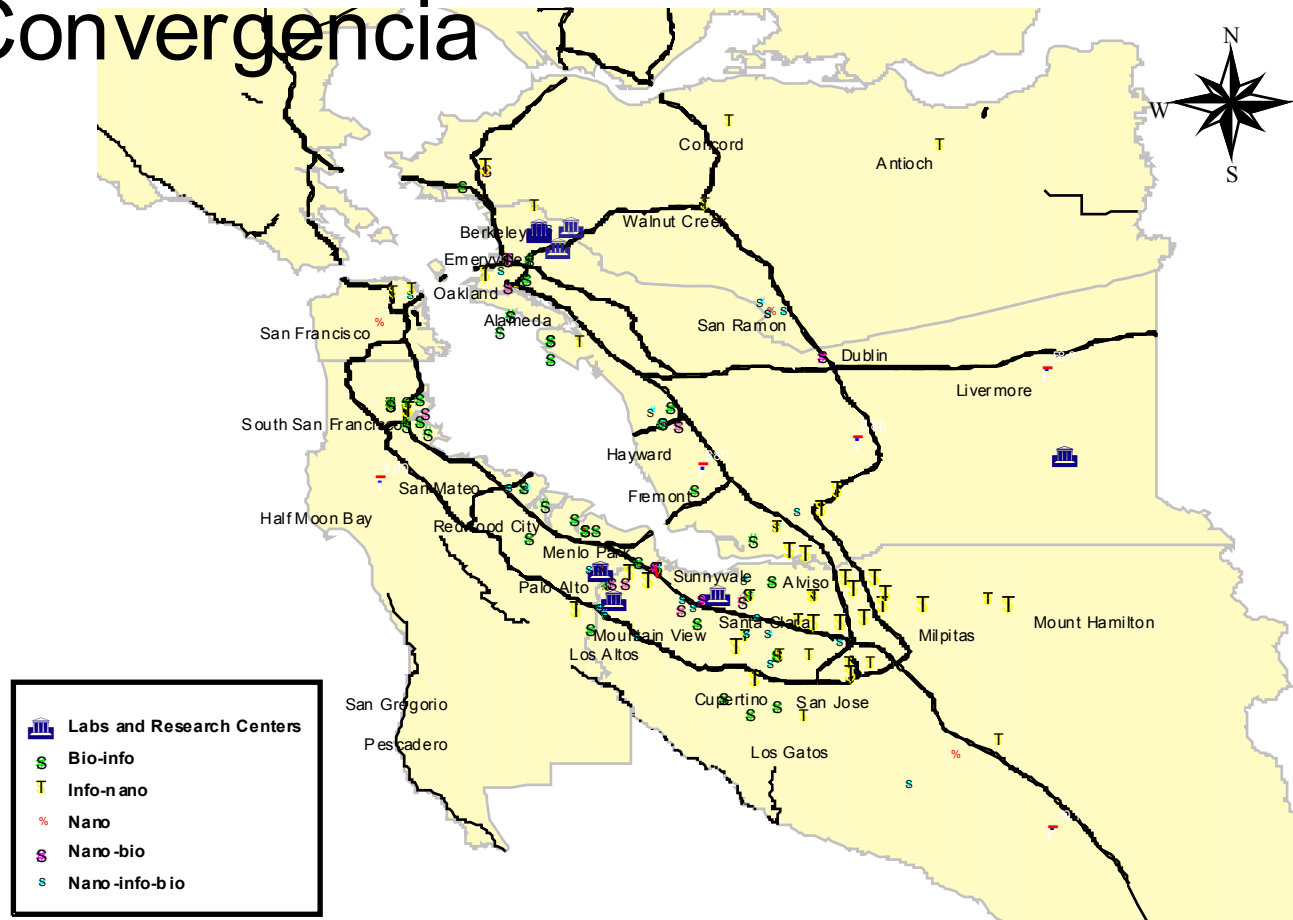 Convergencia
N
W
S
Concord
Antioch
Walnut Creek
Berkeley
Emeryville
Oakland
Alameda
San Francisco
San Ramon
Dublin
Livermore
South San Francisco
Hayward
San Mateo
Fremont
Half Moon Bay
Redwood City
Menlo Park
Palo Alto
Sunnyvale
Alviso
Santa Clara
Mount Hamilton
Mountain View
Milpitas
Los Altos
Cupertino
San Jose
San Gregorio
Pescadero
Los Gatos
Labs and Research Centers
Bio-info
Info-nano
Nano
Nano-bio
Nano-info-bio